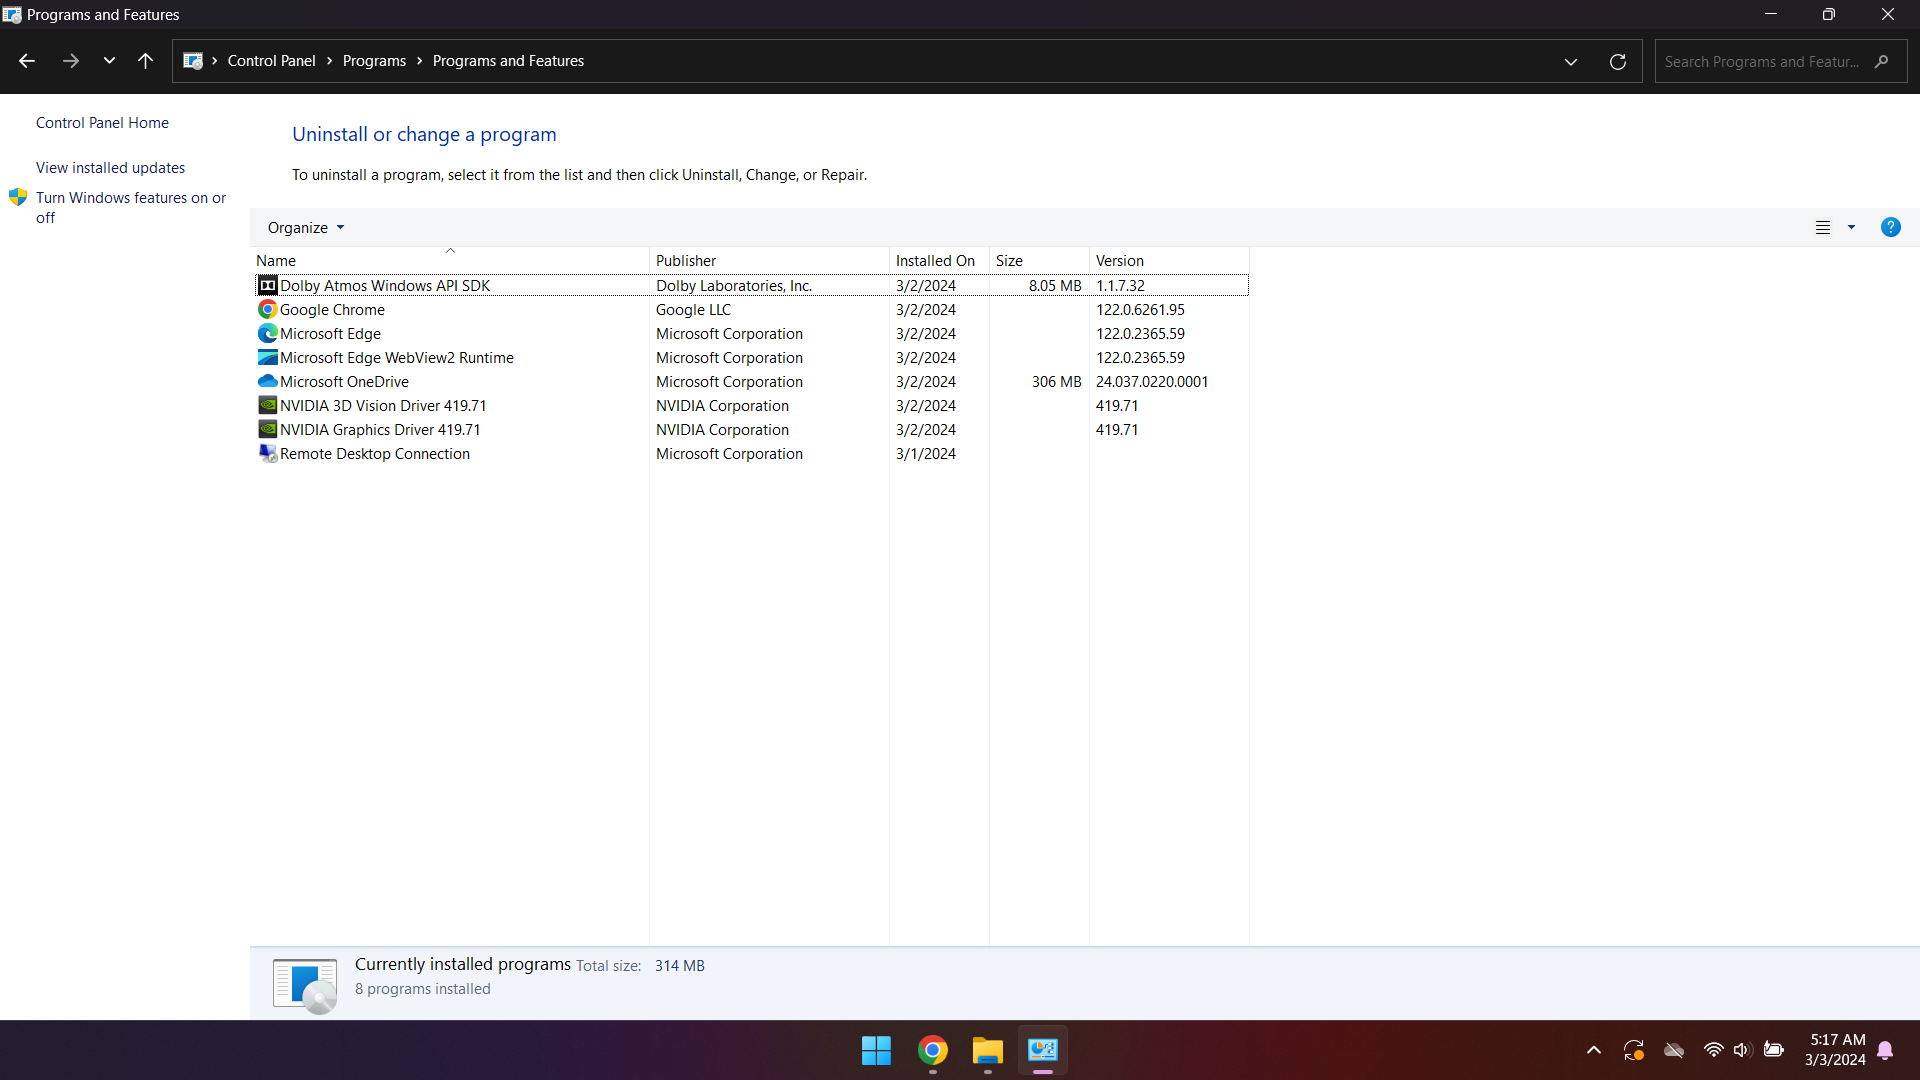 Programs and Features
Control Panel > Programs > Programs and Features
Search Programs and Featur...
Control Panel Home
View installed updates
Turn Windows features on or
off
Uninstall or change a program
To uninstall a program, select it from the list and then click Uninstall, Change, or Repair.
Organize
Name Publisher Installed On Size Version
Dolby Atmos Windows API SDK Dolby Laboratories, Inc. 3/2/2024 8.05 MB 1.1.7.32
Google Chrome Google LLC 3/2/2024 122.0.6261.95
Microsoft Edge Microsoft Corporation 3/2/2024 122.0.2365.59
Microsoft Edge WebView2 Runtime Microsoft Corporation 3/2/2024 122.0.2365.59
Microsoft OneDrive Microsoft Corporation 3/2/2024 306 MB 24.037.0220.0001
NVIDIA 3D Vision Driver 419.71 NVIDIA Corporation 3/2/2024 419.71
NVIDIA Graphics Driver 419.71 NVIDIA Corporation 3/2/2024 419.71
Remote Desktop Connection Microsoft Corporation 3/1/2024
Currently installed programs Total size: 314 MB
8 programs installed
5:17 AM
3/3/2024